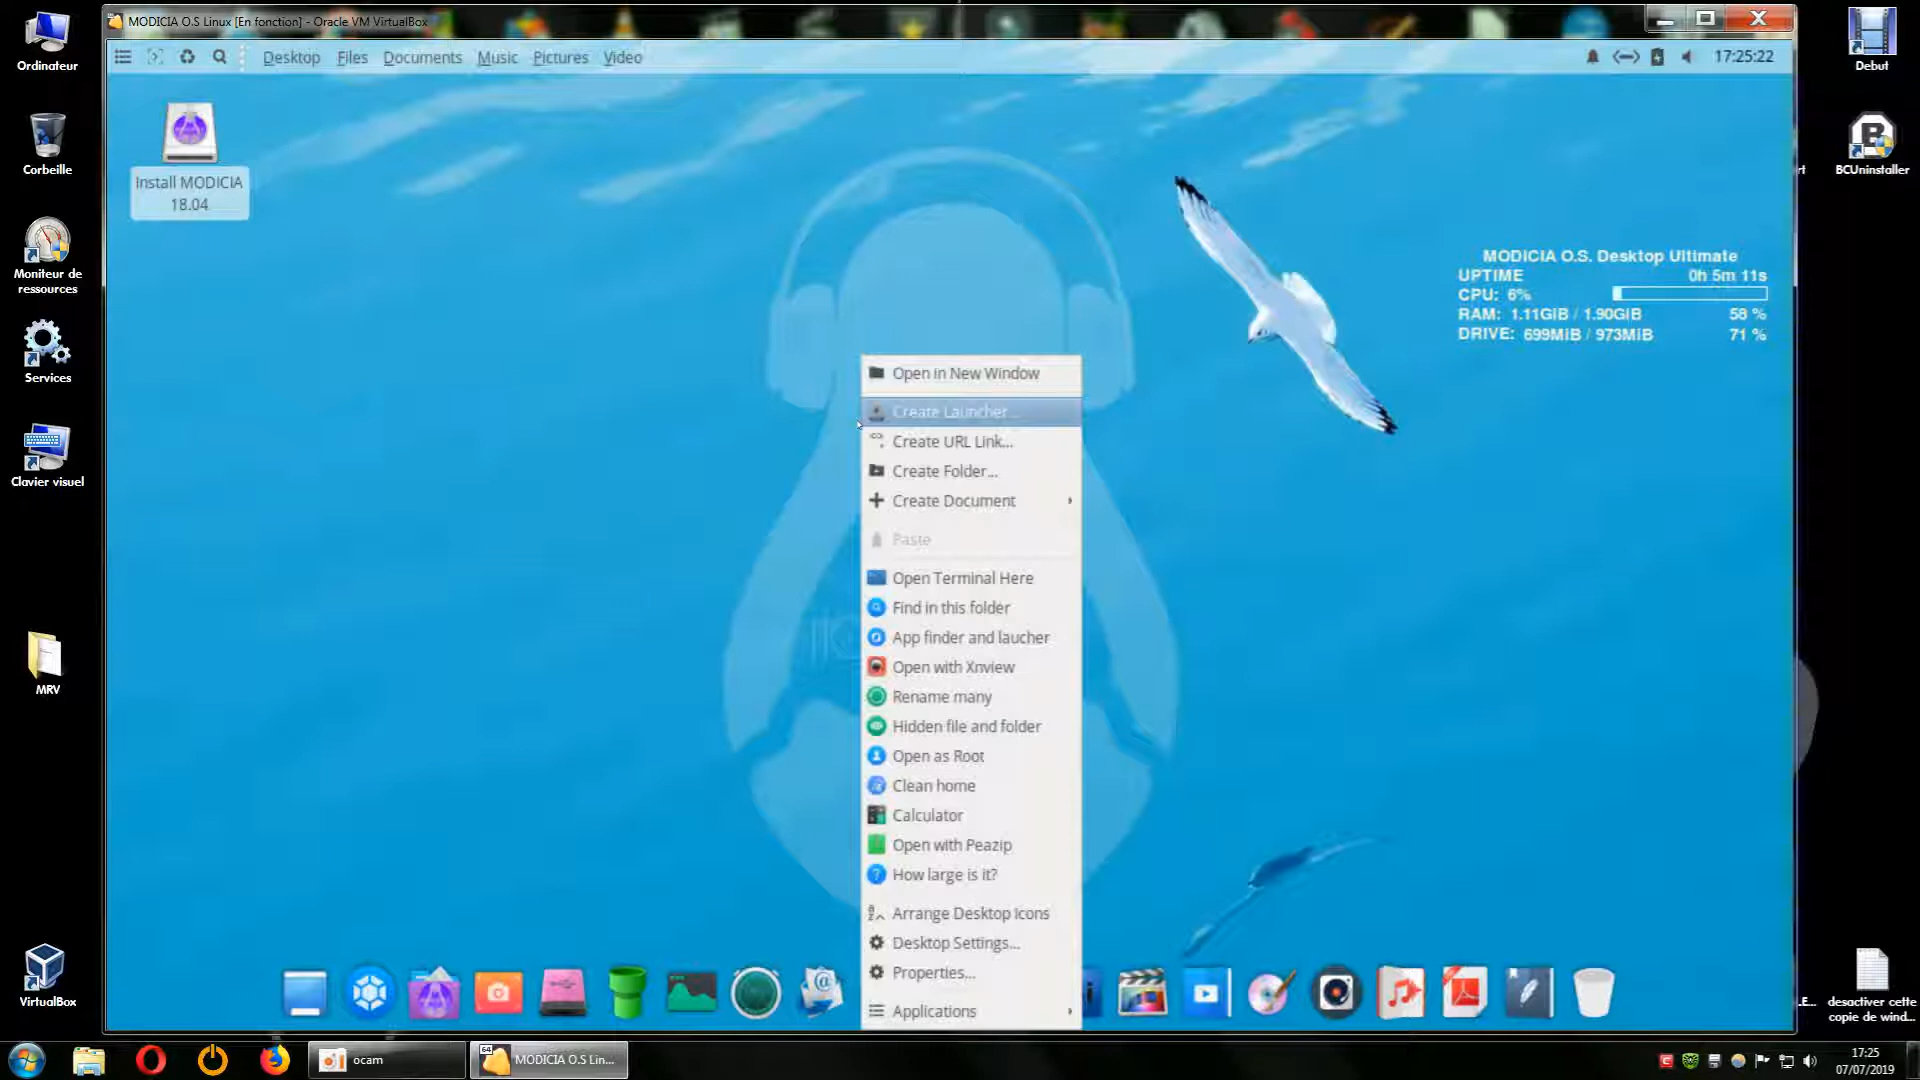 MODICIA O.S Linux [En fonction] - Oracle VM VirtualBox
Desktop Files Documents Music Pictures Video
17:25:22
Ordinateur
Corbeille
Moniteur de
ressources
Services
Clavier visuel
MRV
VirtualBox
Install MODICIA
18.04
MODICIA O.S. Desktop Ultimate
UPTIME 0h 5m 11s
CPU: 6%
RAM: 1.11GiB / 1.90GiB 58 %
DRIVE: 699MiB / 973MiB 71 %
Open in New Window
Create Launcher...
Create URL Link...
Create Folder...
Create Document
Paste
Open Terminal Here
Find in this folder
App finder and laucher
Open with Xnview
Rename many
Hidden file and folder
Open as Root
Clean home
Calculator
Open with Peazip
How large is it?
Arrange Desktop Icons
Desktop Settings...
Properties...
Applications
Debut
BCUninstaller
desactiver cette
copie de wind...
ocam
64
MODICIA O.S Lin...
17:25
07/07/2019